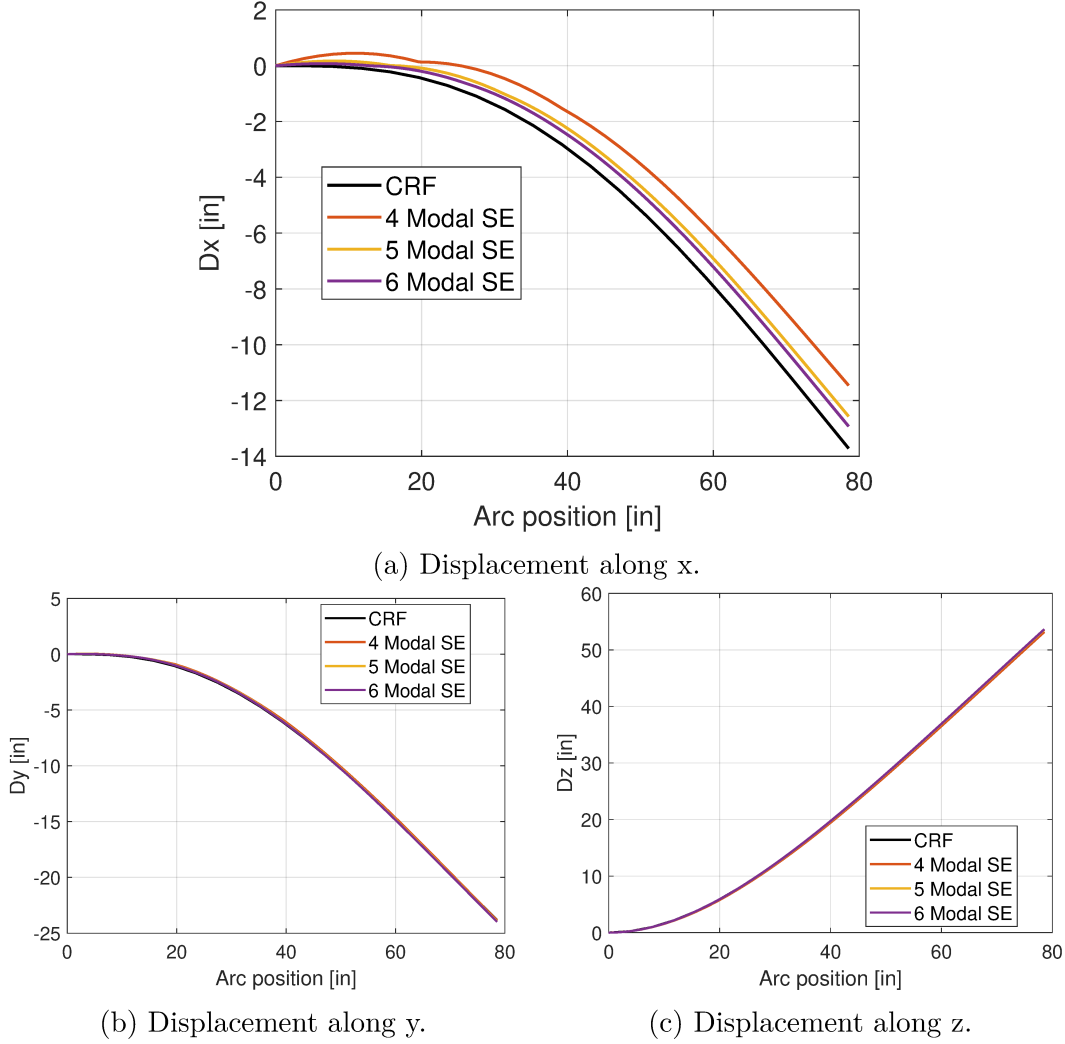 2
0
-2
-4
-6
-8
-10
-12
-14
Dx [in]
CRF
4 Modal SE
5 Modal SE
6 Modal SE
0 20 40 60 80
Arc position [in]
(a) Displacement along x.
5
0
-5
-10
-15
-20
-25
Dy [in]
CRF
4 Modal SE
5 Modal SE
6 Modal SE
0 20 40 60 80
Arc position [in]
(b) Displacement along y.
60
50
40
30
20
10
0
Dz [in]
CRF
4 Modal SE
5 Modal SE
6 Modal SE
0 20 40 60 80
Arc position [in]
(c) Displacement along z.